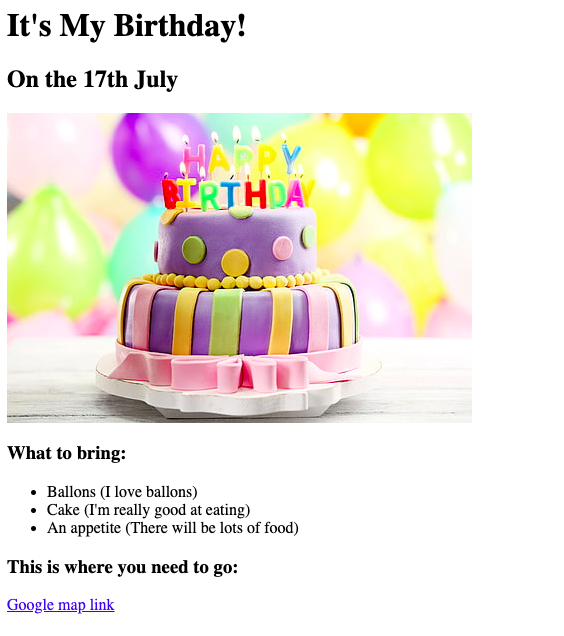 It's My Birthday!
On the 17th July
HAPPY
BIRTHDAY
What to bring:
Ballons (I love ballons)
Cake (I'm really good at eating)
An appetite (There will be lots of food)
This is where you need to go:
Google map link